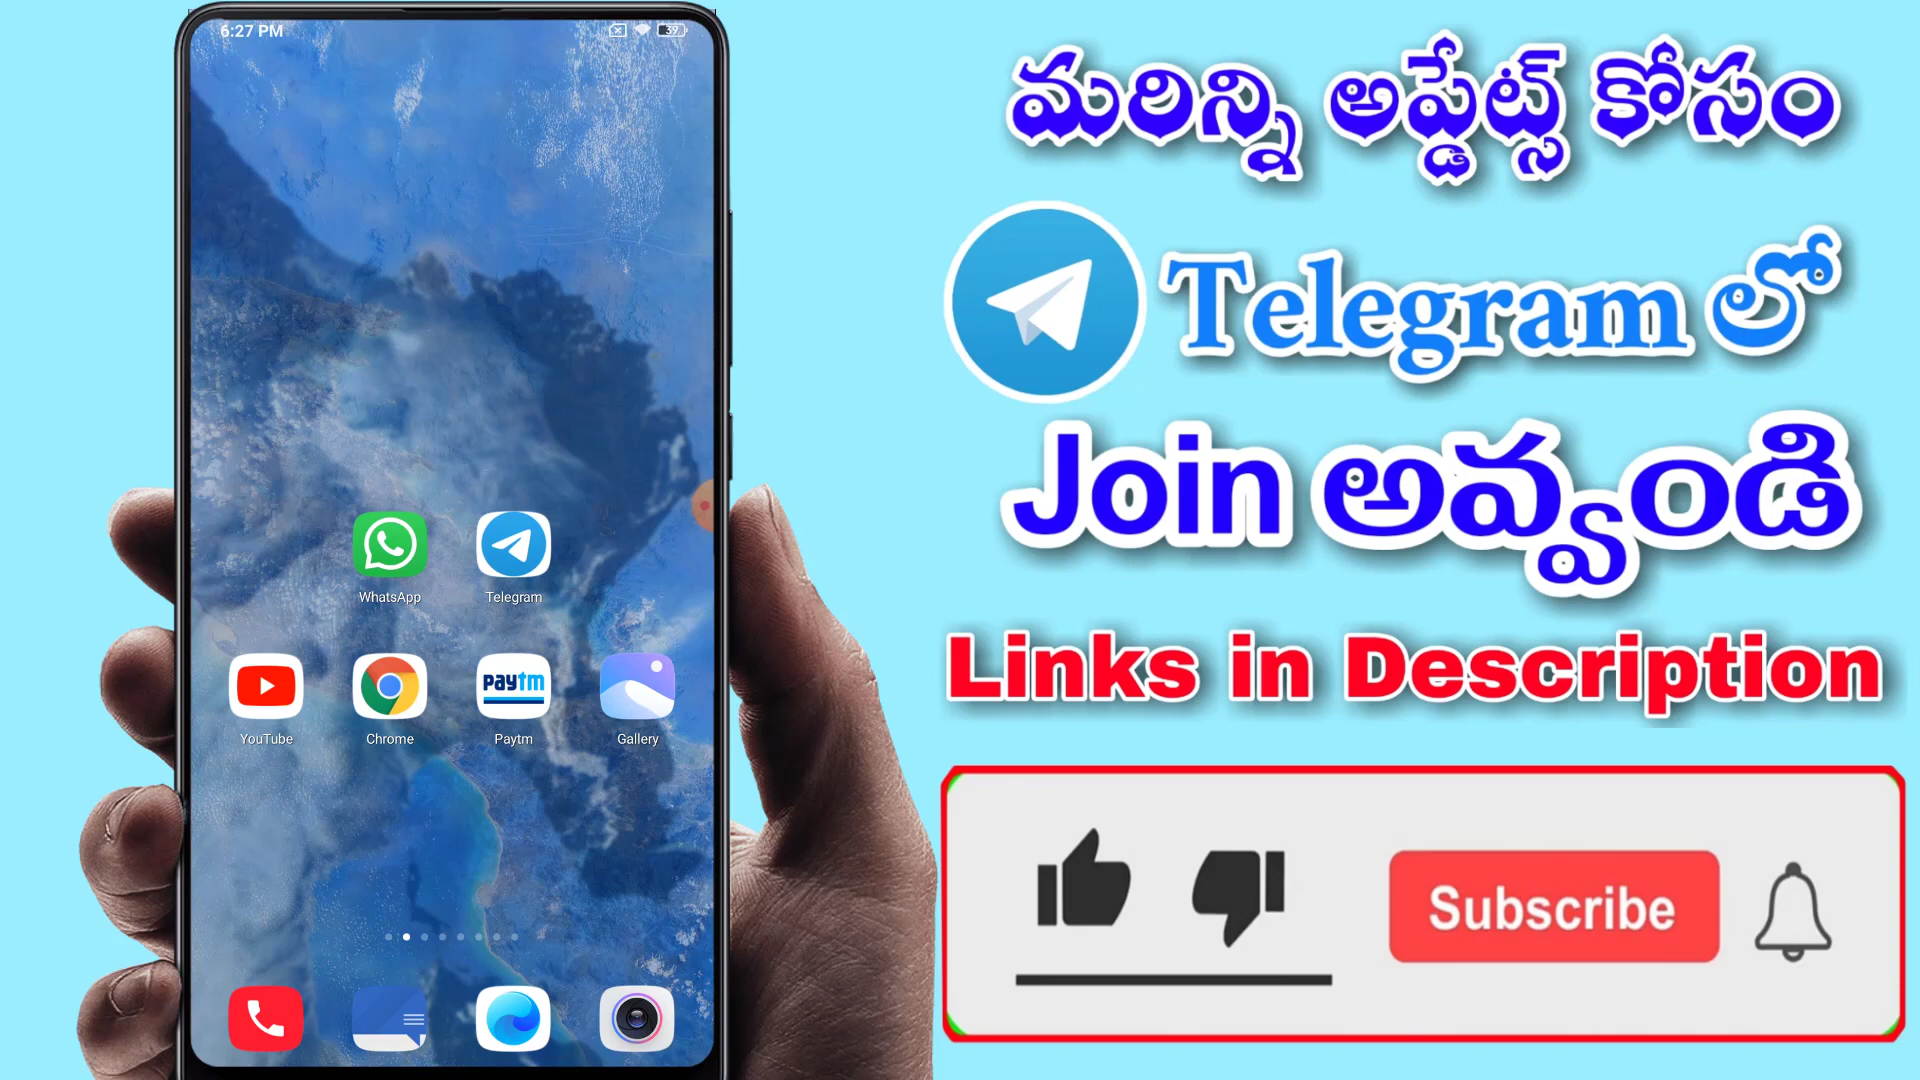 6:27 PM
39
WhatsApp
Telegram
YouTube
Chrome
paytm
Paytm
Gallery
మరిన్ని అప్డేట్స్ కోసం
Telegram లో
Join అవ్వండి
Links in Description
Subscribe